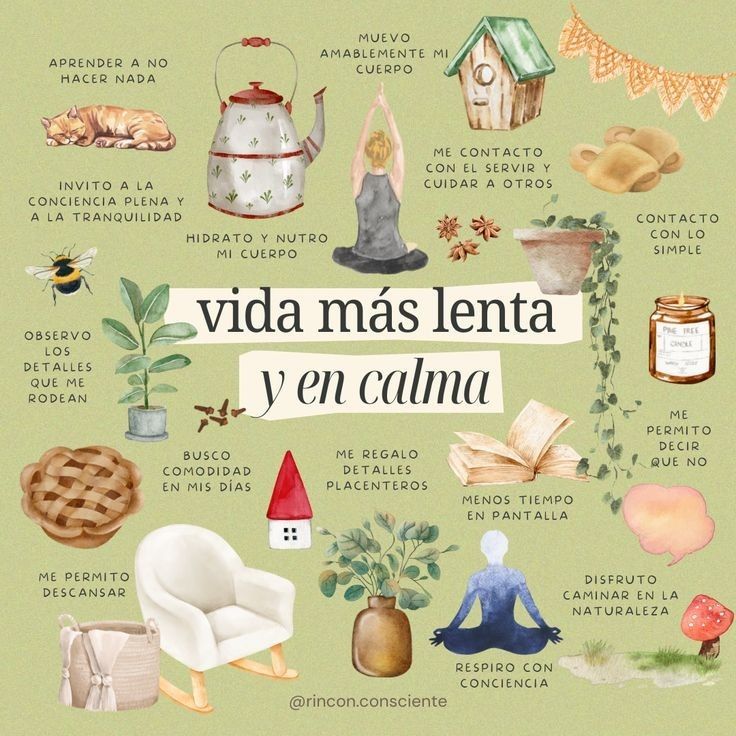 APRENDER A NO
HACER NADA
MUEVO
AMABLEMENTE MI
CUERPO
ME CONTACTO
CON EL SERVIR Y
CUIDAR A OTROS
INVITO A LA
CONCIENCIA PLENA Y
A LA TRANQUILIDAD
HIDRATO Y NUTRO
MI CUERPO
CONTACTO
CON LO
SIMPLE
vida más lenta
y en calma
PINE TREE
CANDLE
OBSERVO
LOS
DETALLES
QUE ME
RODEAN
ME
PERMITO
DECIR
QUE NO
BUSCO
COMODIDAD
EN MIS DÍAS
ME REGALO
DETALLES
PLACENTEROS
MENOS TIEMPO
EN PANTALLA
ME PERMITO
DESCANSAR
DISFRUTO
CAMINAR EN LA
NATURALEZA
RESPIRO CON
CONCIENCIA
@rincon.consciente